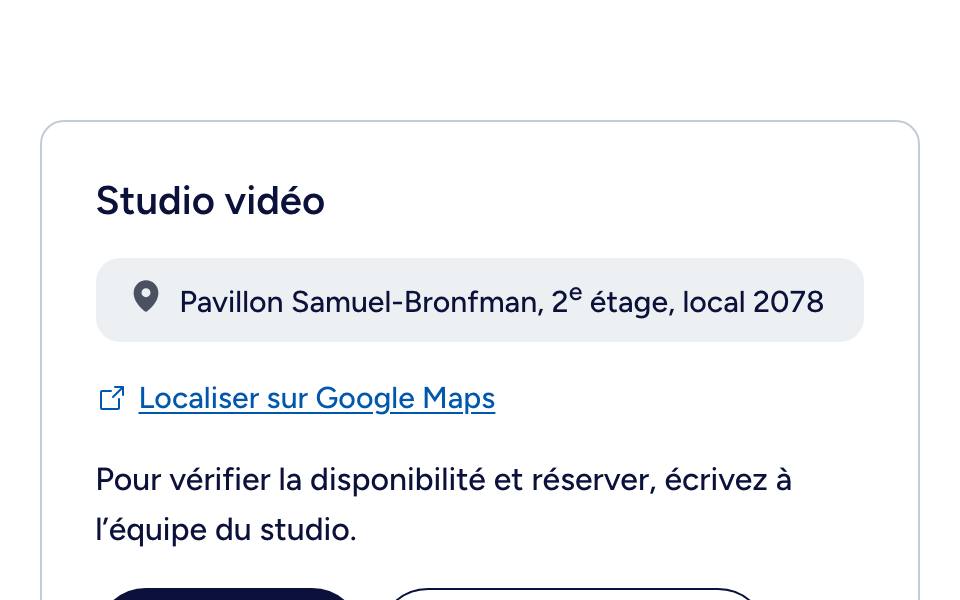 Studio vidéo
Pavillon Samuel-Bronfman, 2e étage, local 2078
Localiser sur Google Maps
Pour vérifier la disponibilité et réserver, écrivez à
l’équipe du studio.